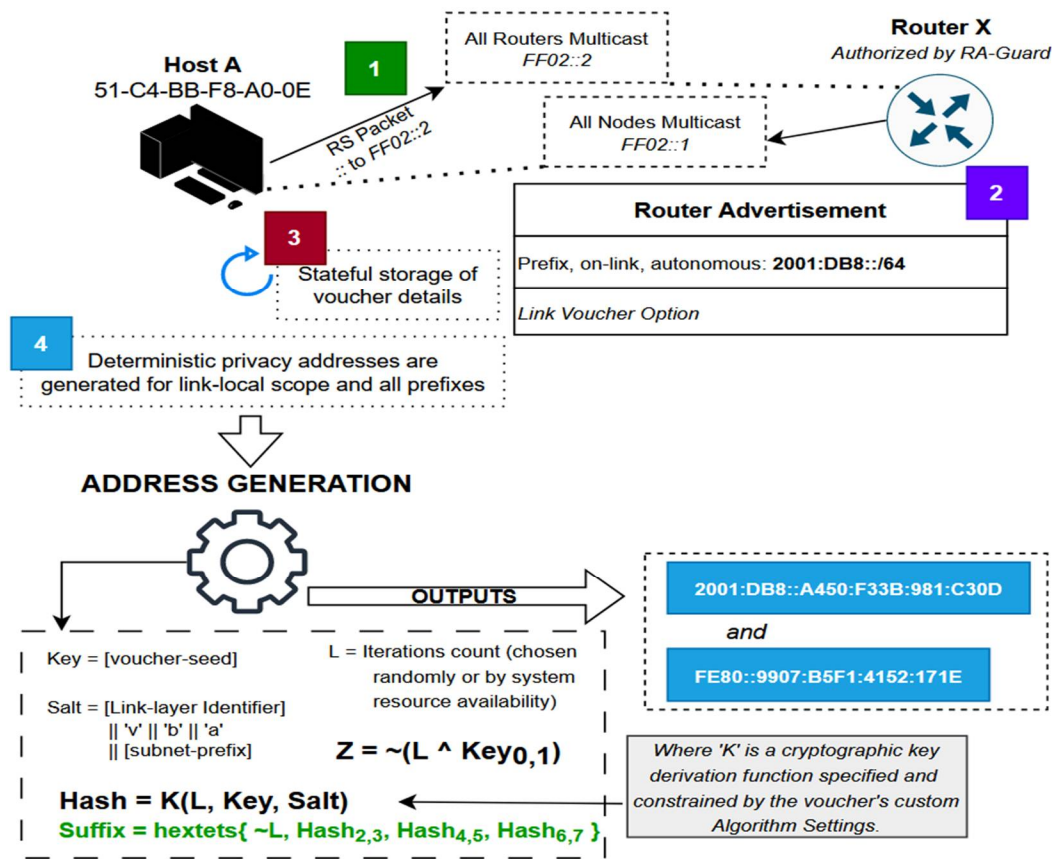 Host A
51-C4-BB-F8-A0-0E
1
All Routers Multicast
FF02::2
Router X
Authorized by RA-Guard
RS Packet
:: to FF02::2
All Nodes Multicast
FF02::1
2
Router Advertisement
Prefix, on-link, autonomous: 2001:DB8::/64
Link Voucher Option
3
Stateful storage of
voucher details
4
Deterministic privacy addresses are
generated for link-local scope and all prefixes
ADDRESS GENERATION
OUTPUTS
2001:DB8::A450:F33B:981:C30D
and
FE80::9907:B5F1:4152:171E
Key = [voucher-seed]
Salt = [Link-layer Identifier]
|| 'v' || 'b' || 'a'
|| [subnet-prefix]
L = Iterations count (chosen
randomly or by system
resource availability)
Z = ~(L ^ Key0,1)
Hash = K(L, Key, Salt)
Suffix = hextets{ ~L, Hash2,3, Hash4,5, Hash6,7 }
Where 'K' is a cryptographic key
derivation function specified and
constrained by the voucher's custom
Algorithm Settings.